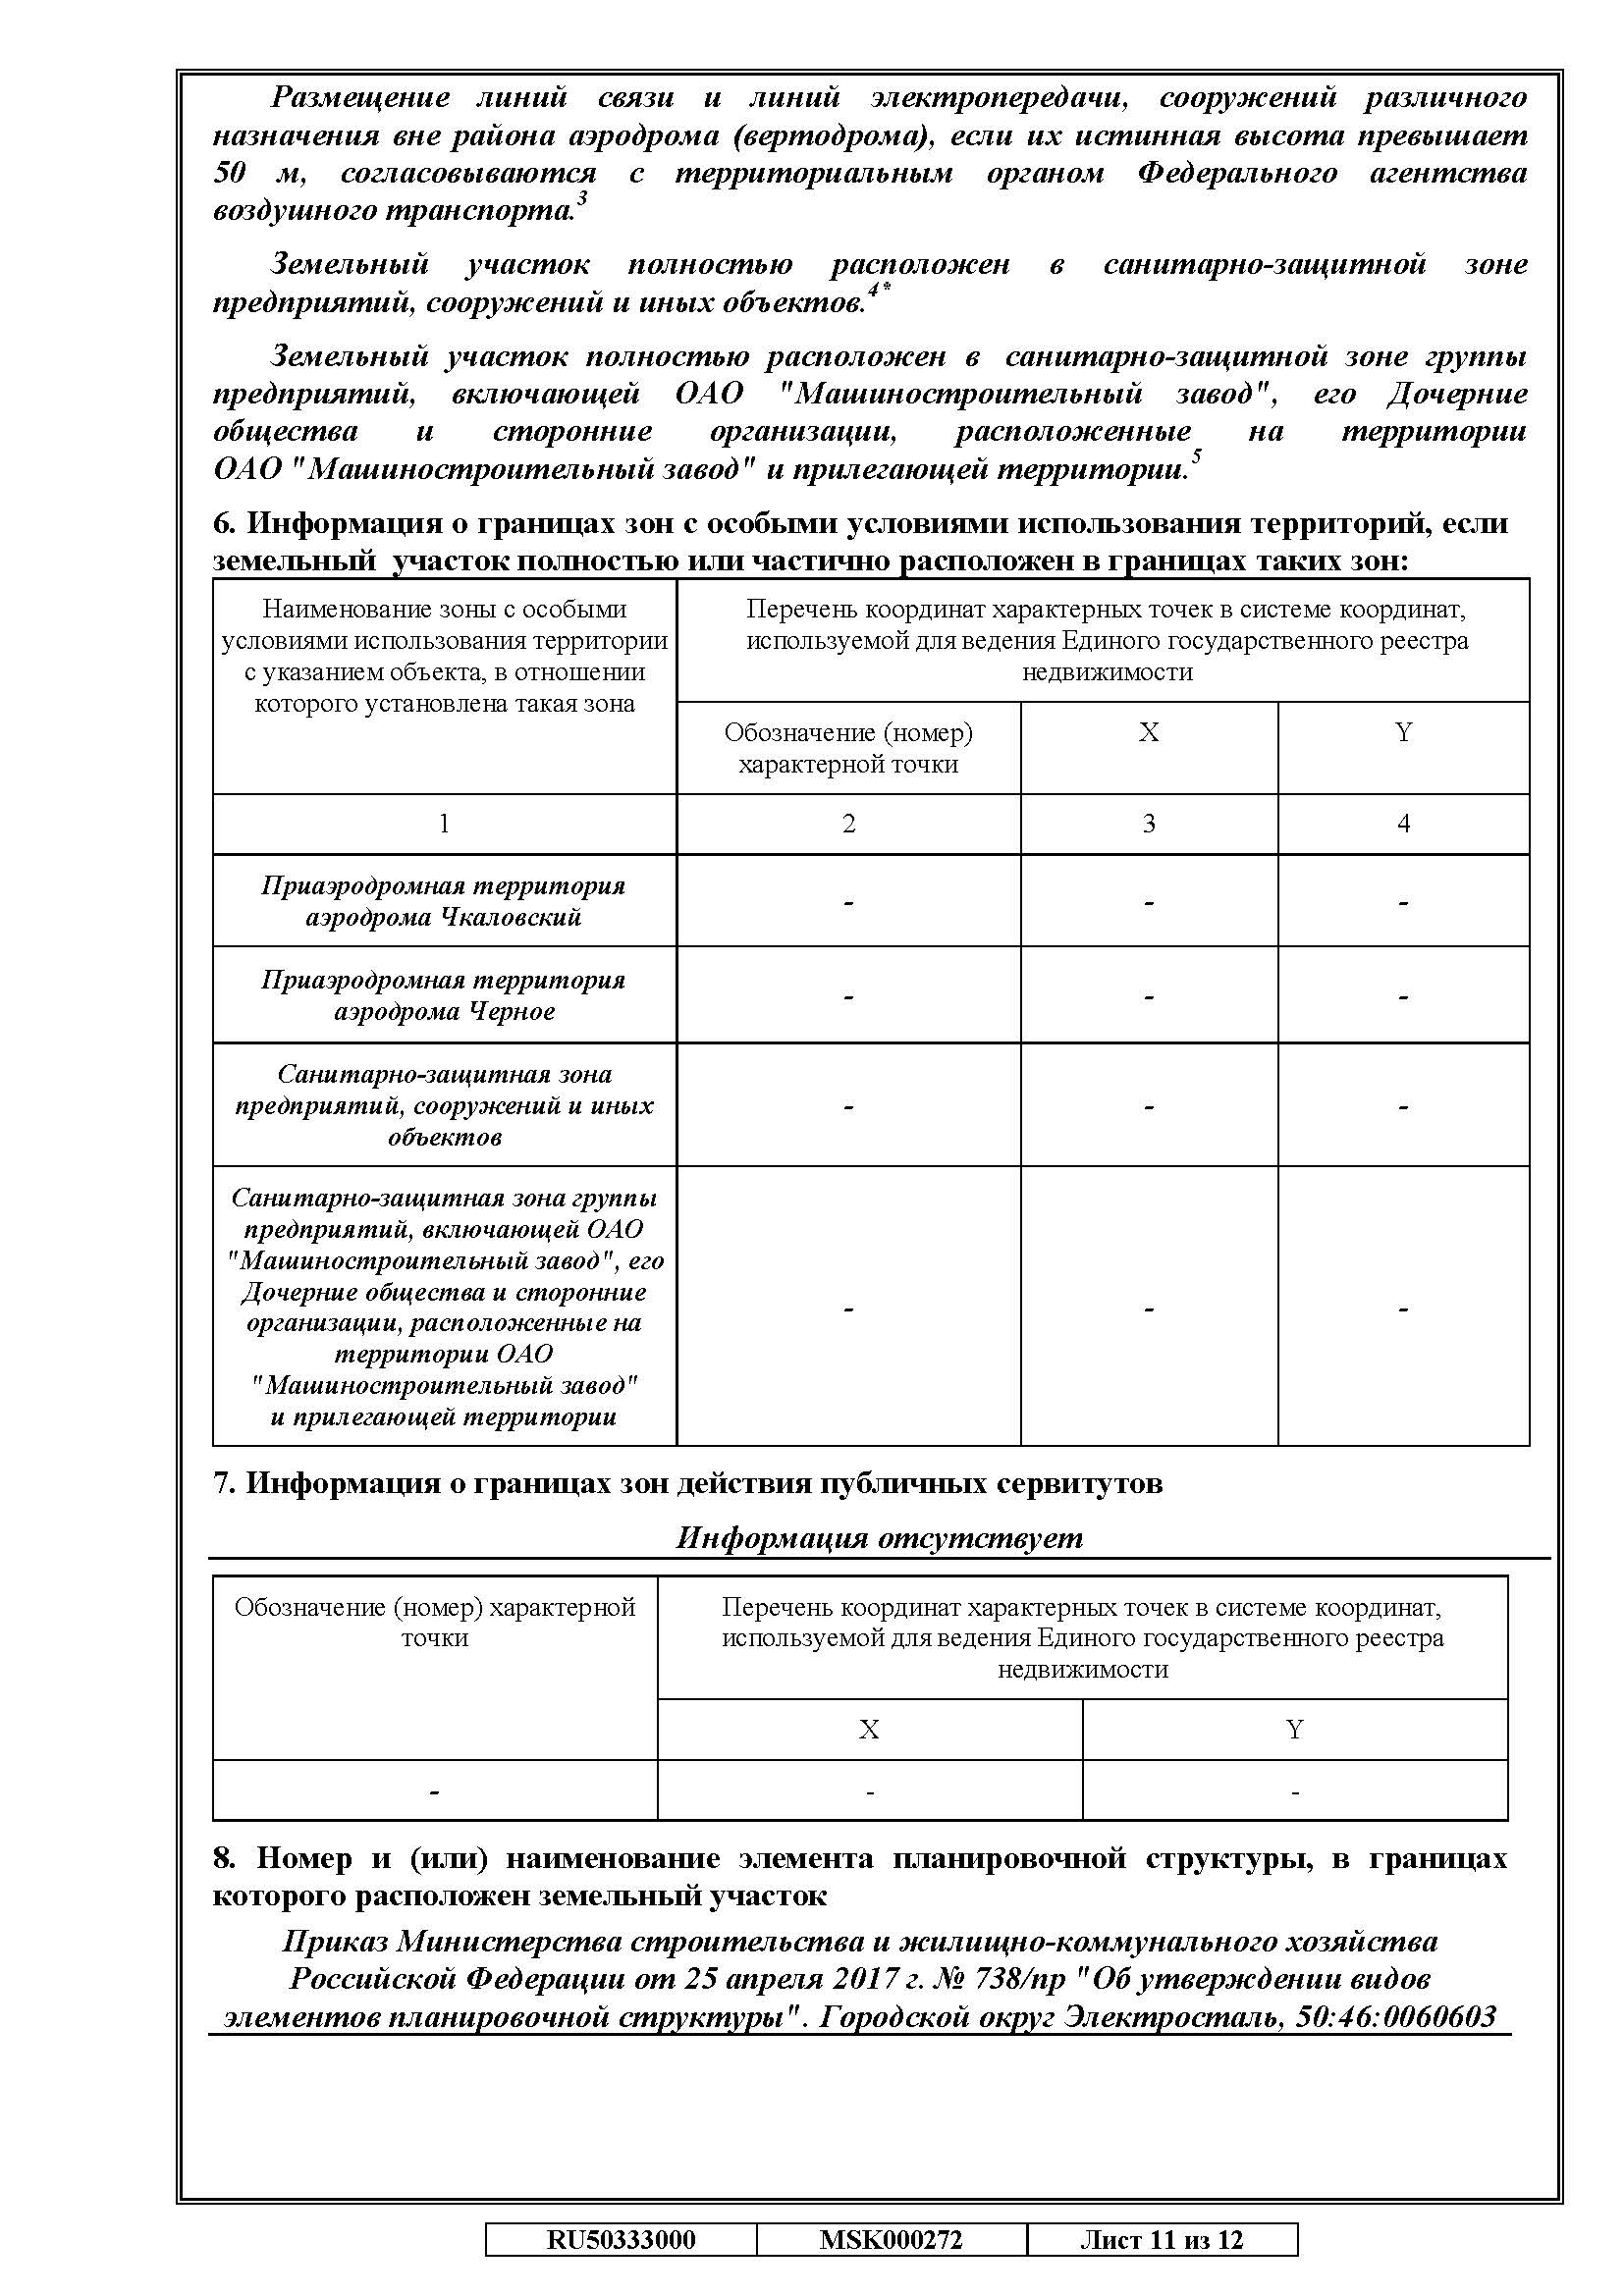 Размещение линий связи и линий электропередачи, сооружений различного
назначения вне района аэродрома (вертодрома), если их истинная высота превышает
50 м, согласовываются с территориальным органом Федерального агентства
воздушного транспорта.3
Земельный участок полностью расположен в санитарно-защитной зоне
предприятий, сооружений и иных объектов.4*
Земельный участок полностью расположен в санитарно-защитной зоне группы
предприятий, включающей ОАО "Машиностроительный завод", его Дочерние
общества и сторонние организации, расположенные на территории
ОАО "Машиностроительный завод" и прилегающей территории.5
6. Информация о границах зон с особыми условиями использования территорий, если
земельный участок полностью или частично расположен в границах таких зон:
Наименование зоны с особыми
условиями использования территории
с указанием объекта, в отношении
которого установлена такая зона
Перечень координат характерных точек в системе координат,
используемой для ведения Единого государственного реестра
недвижимости
Обозначение (номер)
характерной точки
X
Y
1
2
3
4
Приаэродромная территория
аэродрома Чкаловский
-
-
-
Приаэродромная территория
аэродрома Черное
-
-
-
Санитарно-защитная зона
предприятий, сооружений и иных
объектов
-
-
-
Санитарно-защитная зона группы
предприятий, включающей ОАО
"Машиностроительный завод", его
Дочерние общества и сторонние
организации, расположенные на
территории ОАО
"Машиностроительный завод"
и прилегающей территории
-
-
-
7. Информация о границах зон действия публичных сервитутов
Информация отсутствует
Обозначение (номер) характерной
точки
Перечень координат характерных точек в системе координат,
используемой для ведения Единого государственного реестра
недвижимости
X
Y
-
-
-
8. Номер и (или) наименование элемента планировочной структуры, в границах
которого расположен земельный участок
Приказ Министерства строительства и жилищно-коммунального хозяйства
Российской Федерации от 25 апреля 2017 г. № 738/пр "Об утверждении видов
элементов планировочной структуры". Городской округ Электросталь, 50:46:0060603
RU50333000
MSK000272
Лист 11 из 12